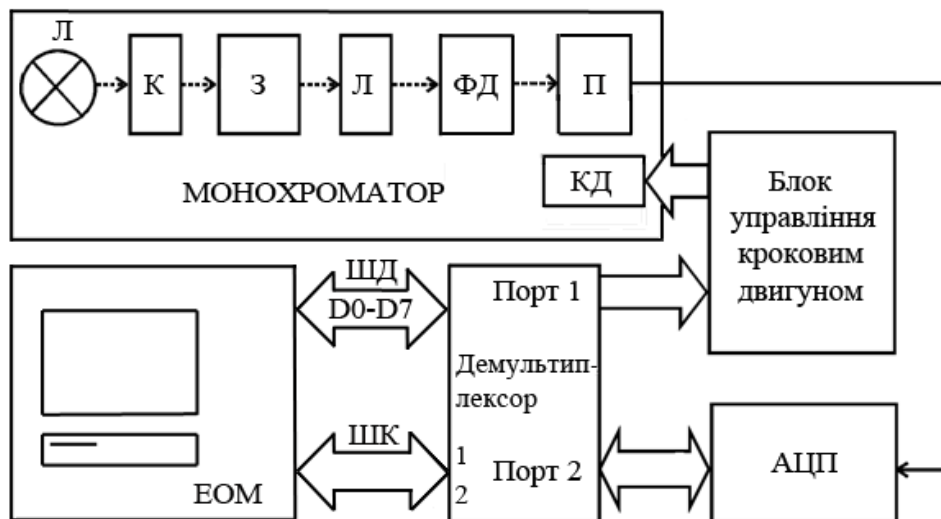 Л
К
З
Л
ФД
П
МОНОХРОМАТОР
КД
Блок
управління
кроковим
двигуном
ШД
D0-D7
Порт 1
Демультип-
лексор
ШК
1
2
Порт 2
ЕОМ
АЦП